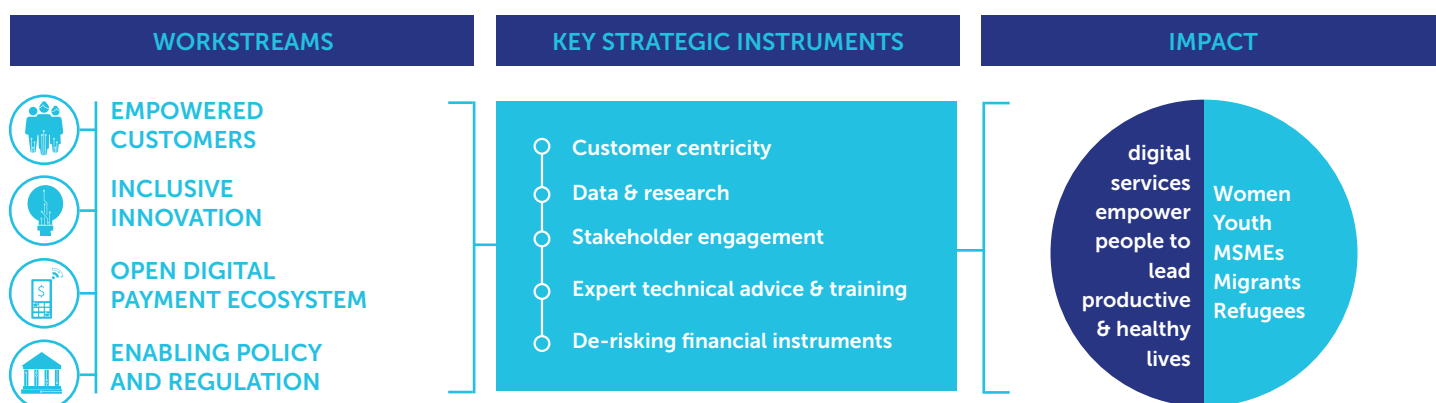 WORKSTREAMS
EMPOWERED
CUSTOMERS
INCLUSIVE
INNOVATION
$
OPEN DIGITAL
PAYMENT ECOSYSTEM
ENABLING POLICY
AND REGULATION
KEY STRATEGIC INSTRUMENTS
Customer centricity
Data & research
Stakeholder engagement
Expert technical advice & training
De-risking financial instruments
IMPACT
digital
services
empower
people to
lead
productive
& healthy
lives
Women
Youth
MSMEs
Migrants
Refugees